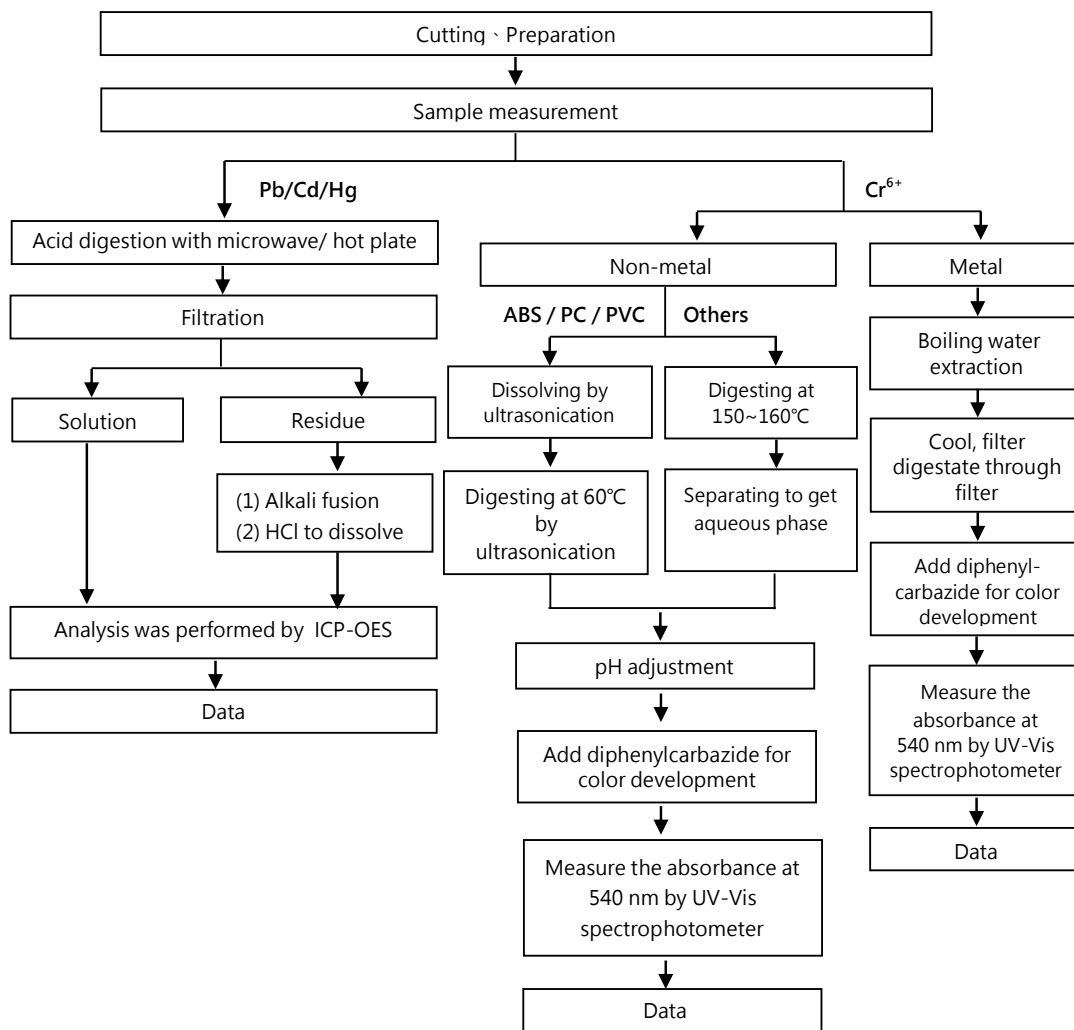 Cutting、Preparation
Sample measurement
Pb/Cd/Hg
Cr6+
Acid digestion with microwave/ hot plate
Filtration
Solution
Residue
(1) Alkali fusion
(2) HCl to dissolve
Analysis was performed by ICP-OES
Data
Non-metal
ABS / PC / PVC
Others
Dissolving by
ultrasonication
Digesting at
150~160℃
Digesting at 60℃
by
ultrasonication
Separating to get
aqueous phase
pH adjustment
Add diphenylcarbazide for
color development
Measure the absorbance at
540 nm by UV-Vis
spectrophotometer
Data
Metal
Boiling water
extraction
Cool, filter
digestate through
filter
Add diphenyl-
carbazide for color
development
Measure the
absorbance at
540 nm by UV-Vis
spectrophotometer
Data